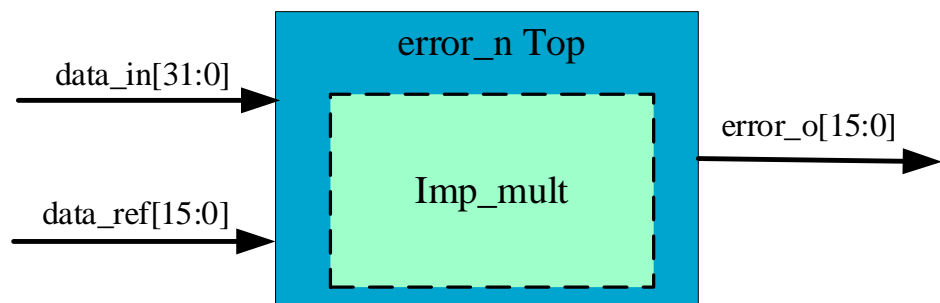 error_n Top
data_in[31:0]
error_o[15:0]
Imp_mult
data_ref[15:0]